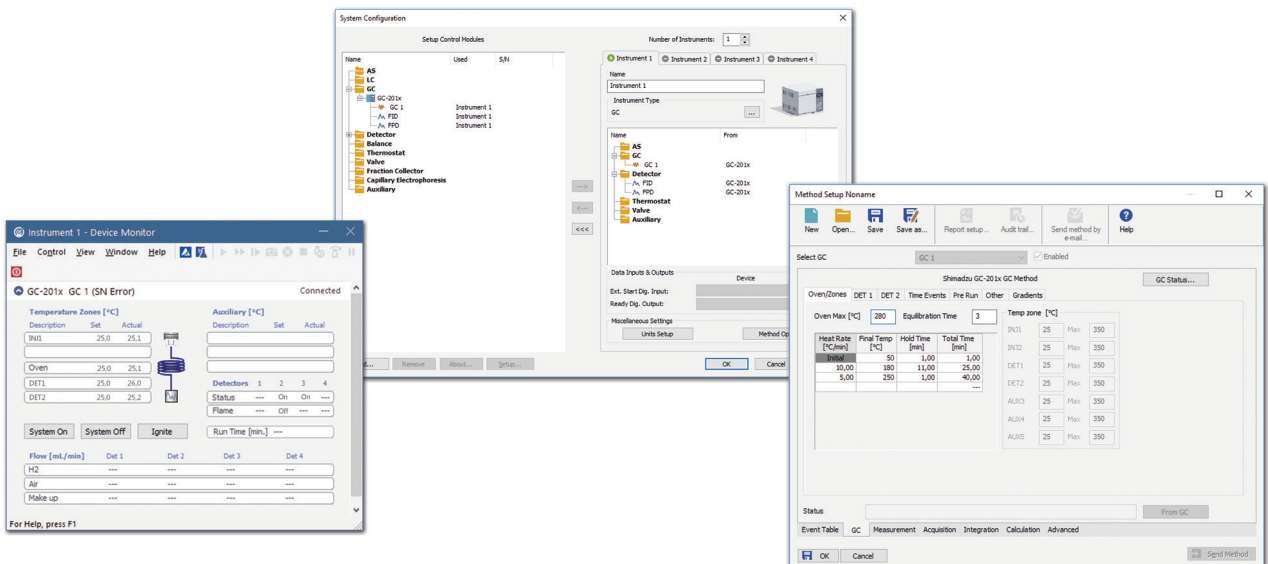 System Configuration
Setup Control Modules
Name Used S/N
AS
LC
GC
GC-201x
GC 1 Instrument 1
FID Instrument 1
FPD Instrument 1
Detector
Balance
Thermostat
Valve
Fraction Collector
Capillary Electrophoresis
Auxiliary
--->
<---
<<<
Remove About... Setup...
Number of Instruments: 1
Instrument 1 Instrument 2 Instrument 3 Instrument 4
Name
Instrument 1
Instrument Type
GC ...
Name From
AS
GC
GC 1 GC-201x
Detector
FID GC-201x
FPD GC-201x
Thermostat
Valve
Auxiliary
Data Inputs & Outputs
Device
Ext. Start Dig. Input:
Ready Dig. Output:
Miscellaneous Settings
Units Setup Method Op
OK Cancel
Instrument 1 - Device Monitor
File Control View Window Help
GC-201x GC 1 (SN Error) Connected
Temperature Zones [°C] Auxiliary [°C]
Description Set Actual Description Set Actual
INJ1 25,0 25,1
Oven 25,0 25,1
DET1 25,0 26,0 Detectors 1 2 3 4
DET2 25,0 25,2 Status --- On On ---
Flame --- Off --- ---
System On System Off Ignite Run Time [min.] ---
Flow [mL/min] Det 1 Det 2 Det 3 Det 4
H2 --- --- --- ---
Air --- --- --- ---
Make up --- --- --- ---
For Help, press F1
Method Setup Noname
New Open... Save Save as... Report setup... Audit trail... Send method by e-mail... Help
Select GC GC 1 Enabled
Shimadzu GC-201x GC Method GC Status...
Oven/Zones DET 1 DET 2 Time Events Pre Run Other Gradients
Oven Max [°C] 280 Equilibration Time 3 Temp zone [°C]
Heat Rate [°C/min] Final Temp [°C] Hold Time [min] Total Time [min]
Initial 50 1,00 1,00
10,00 180 11,00 25,00
5,00 250 1,00 40,00
---
INJ1 25 Max 350
INJ2 25 Max 350
DET1 25 Max 350
DET2 25 Max 350
AUX3 25 Max 350
AUX4 25 Max 350
AUX5 25 Max 350
Status From GC
Event Table GC Measurement Acquisition Integration Calculation Advanced
OK Cancel Send Method